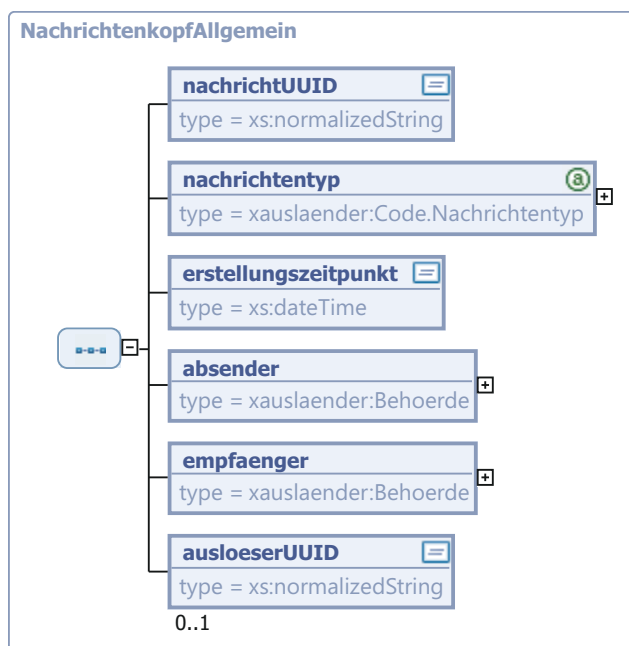 NachrichtenkopfAllgemein
nachrichtUUID
type = xs:normalizedString
nachrichtentyp
type = xauslaender:Code.Nachrichtentyp
erstellungszeitpunkt
type = xs:dateTime
absender
type = xauslaender:Behoerde
empfaenger
type = xauslaender:Behoerde
ausloeserUUID
type = xs:normalizedString
0..1